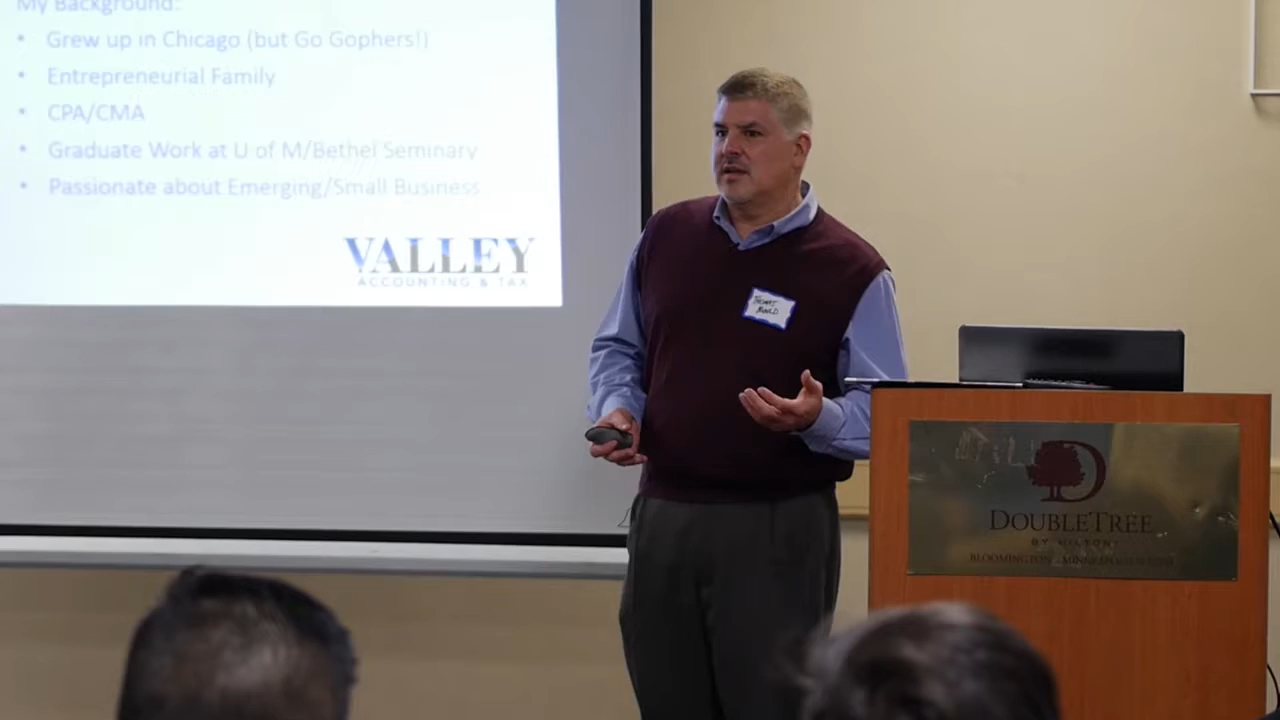 My Background:
• Grew up in Chicago (but Go Gophers!)
• Entrepreneurial Family
• CPA/CMA
• Graduate Work at U of M/Bethel Seminary
• Passionate about Emerging/Small Business
VALLEY
ACCOUNTING & TAX
D
DOUBLETREE
BY HILTON
BLOOMINGTON